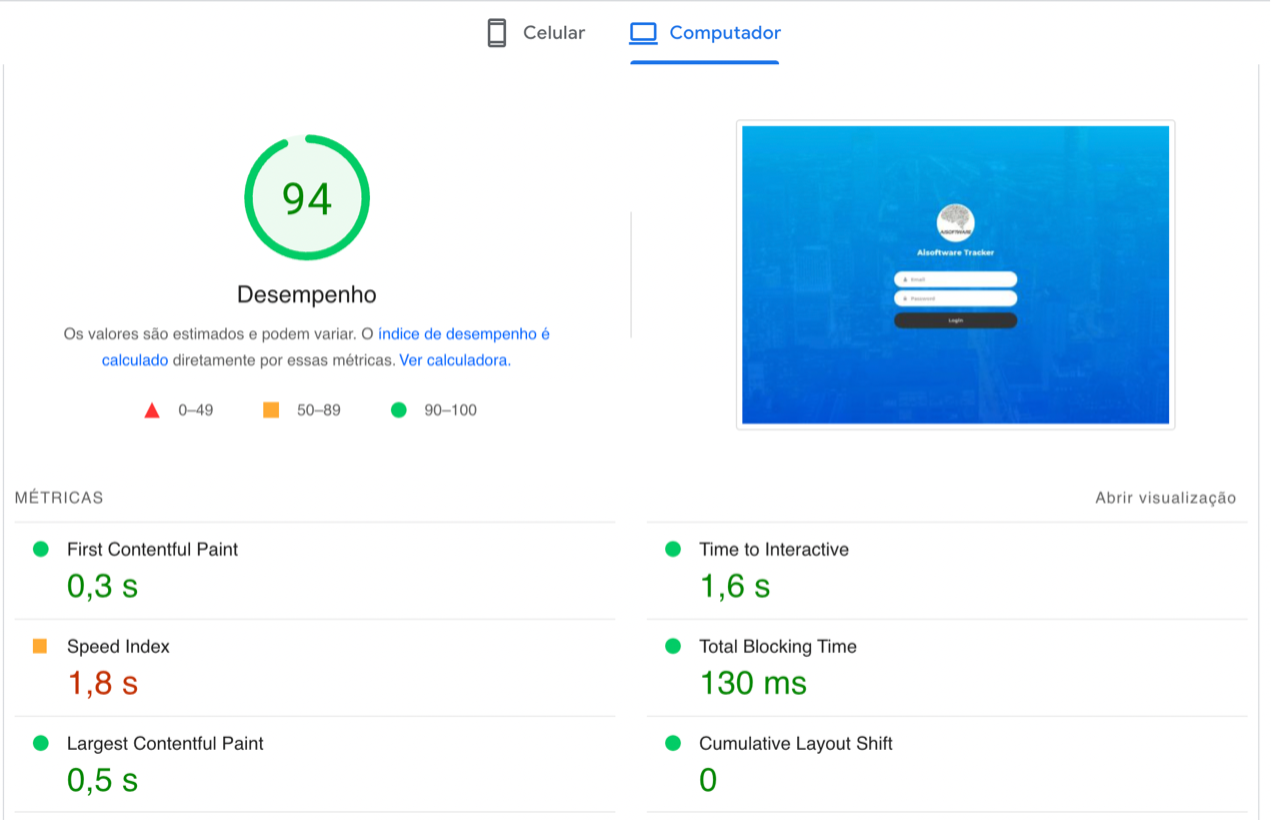 Celular
Computador
94
Desempenho
Os valores são estimados e podem variar. O índice de desempenho é
calculado diretamente por essas métricas. Ver calculadora.
0–49
50–89
90–100
AISOFTWARE
AIsoftware Tracker
Email
Password
Login
MÉTRICAS
Abrir visualização
First Contentful Paint
0,3 s
Time to Interactive
1,6 s
Speed Index
1,8 s
Total Blocking Time
130 ms
Largest Contentful Paint
0,5 s
Cumulative Layout Shift
0